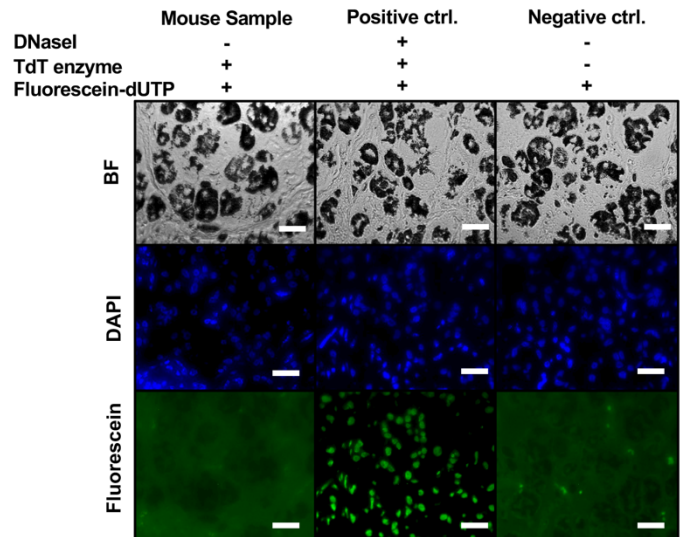 Mouse Sample Positive ctrl. Negative ctrl.
DNaseI - + -
TdT enzyme + + -
Fluorescein-dUTP + + +
BF
DAPI
Fluorescein